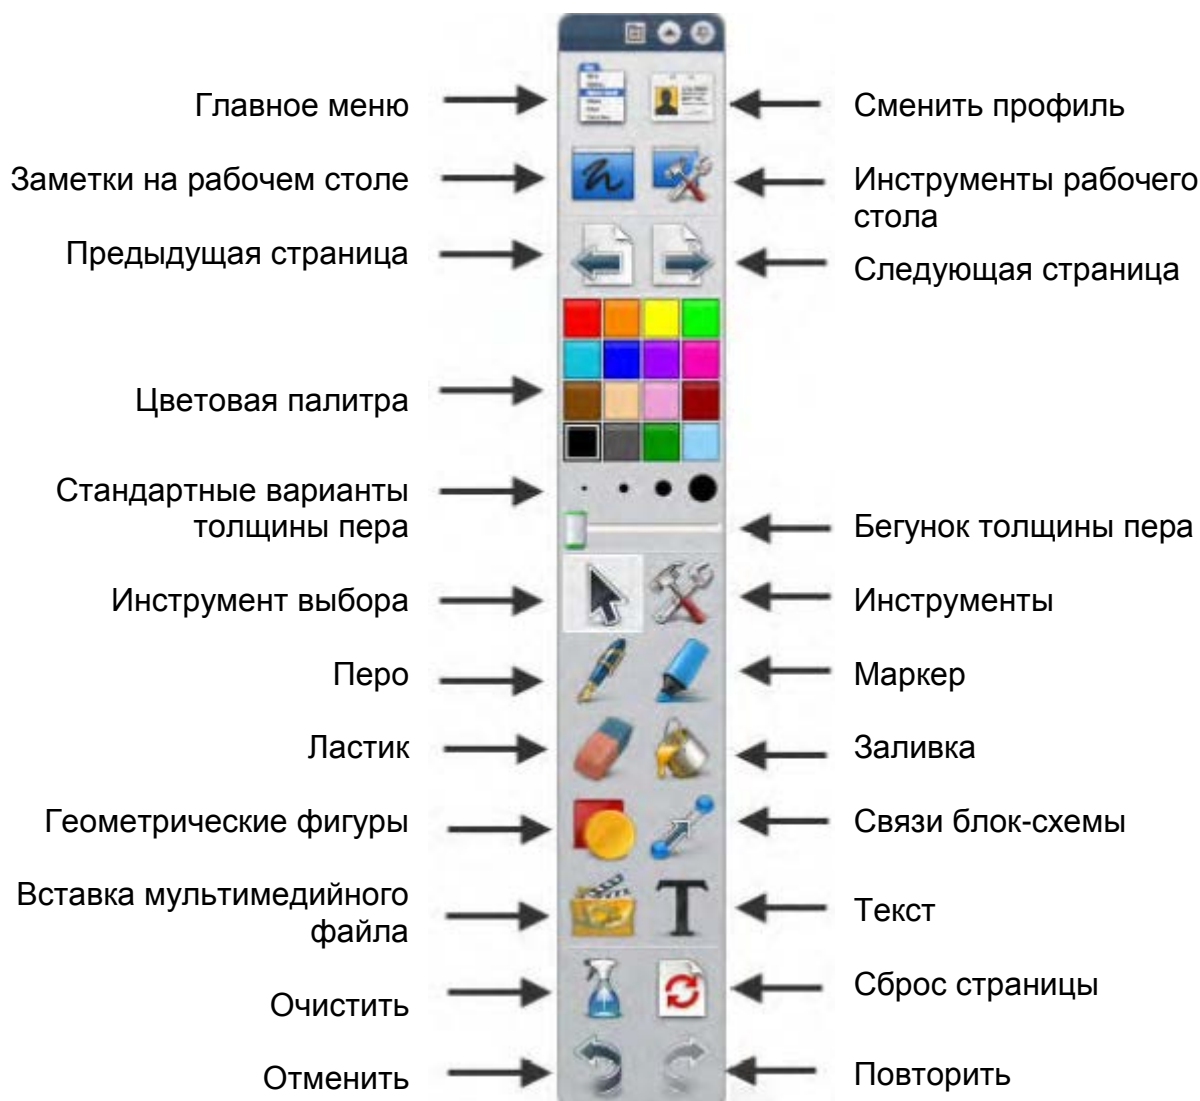 Главное меню
Сменить профиль
Заметки на рабочем столе
Инструменты рабочего
стола
Предыдущая страница
Следующая страница
Цветовая палитра
Стандартные варианты
толщины пера
Бегунок толщины пера
Инструмент выбора
Инструменты
Перо
Маркер
Ластик
Заливка
Геометрические фигуры
Связи блок-схемы
Вставка мультимедийного
файла
Текст
T
Очистить
Сброс страницы
Отменить
Повторить